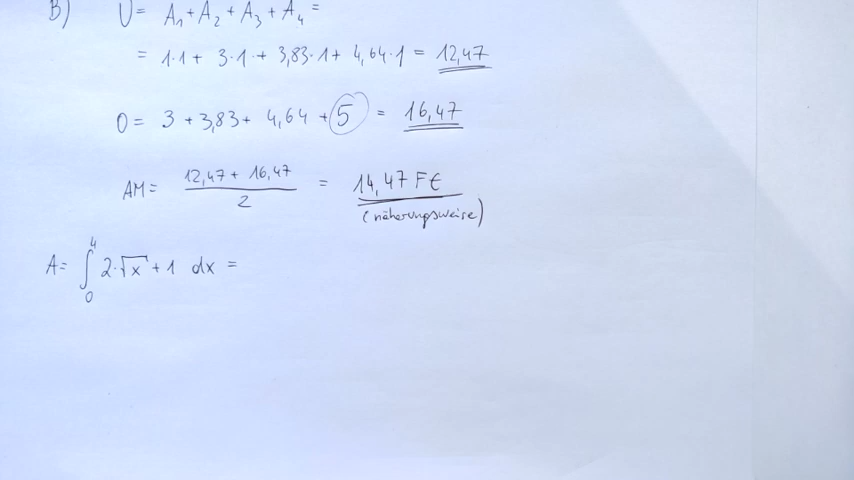 B) U = A₁ + A₂ + A₃ + A₄ =
= 1·1 + 3·1 + 3,83·1 + 4,64·1 = 12,47
O = 3 + 3,83 + 4,64 + 5 = 16,47
AM = (12,47 + 16,47)/2 = 14,47 FE
(näherungsweise)
A = ∫₀⁴ 2·√x + 1 dx =